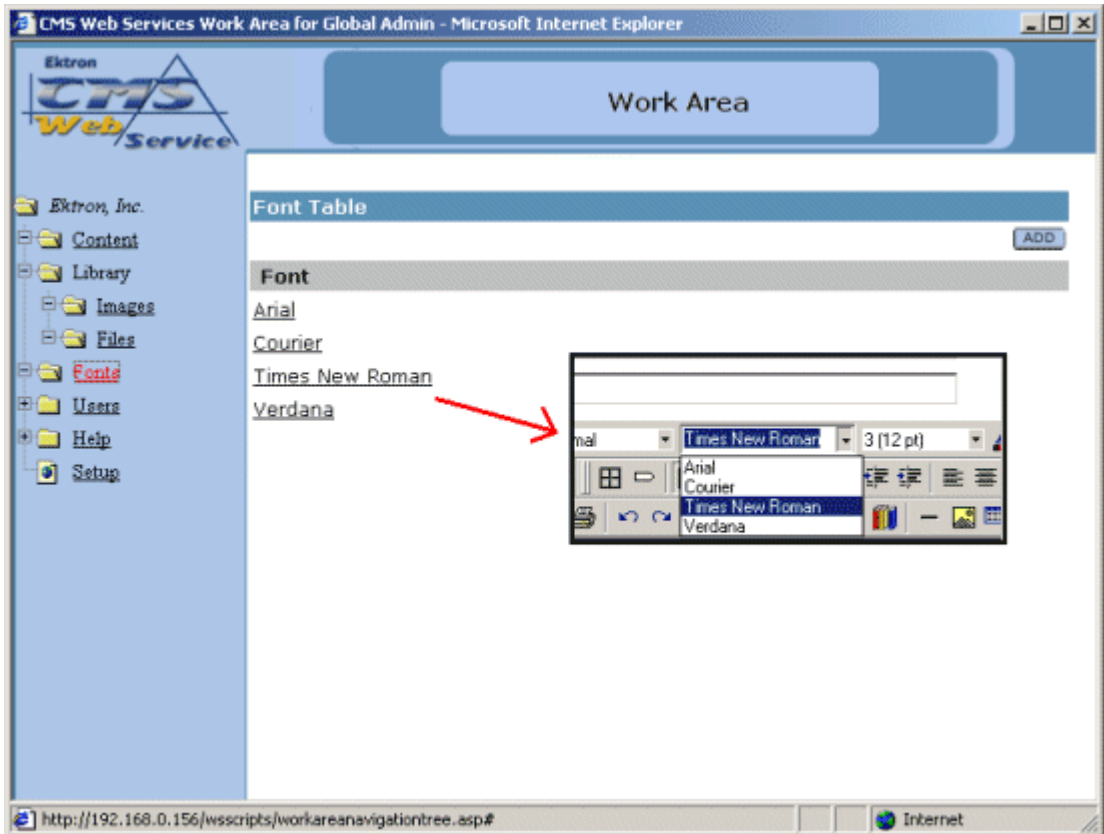 CMS Web Services Work Area for Global Admin - Microsoft Internet Explorer
Ektron
CMS
Web
Service
Work Area
Ektron, Inc.
Content
Library
Images
Files
Fonts
Users
Help
Setup
Font Table
ADD
Font
Arial
Courier
Times New Roman
Verdana
mal Times New Roman 3 (12 pt)
Arial
Courier
Times New Roman
Verdana
http://192.168.0.156/wsscripts/workareanavigationtree.asp# Internet